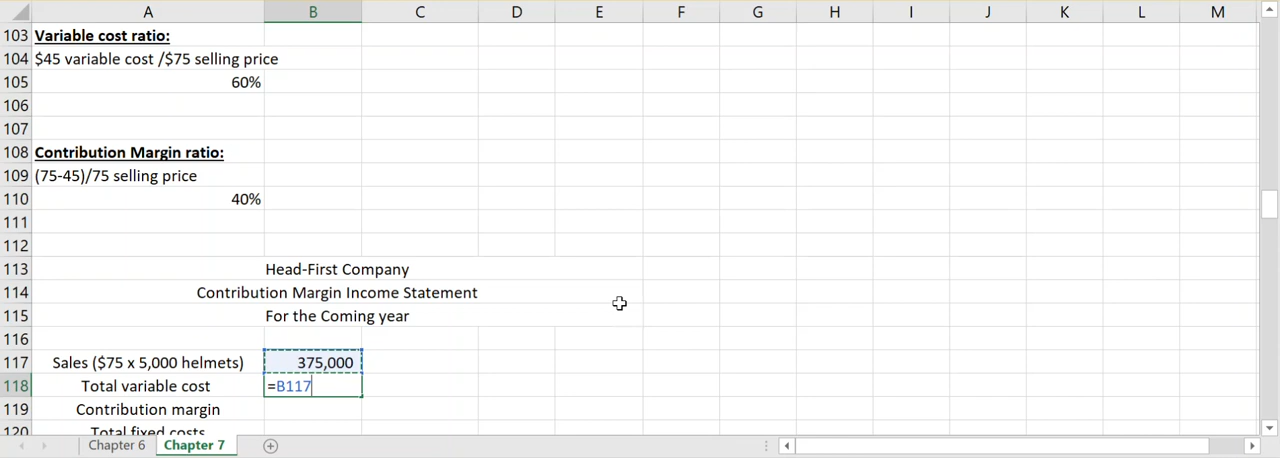 A B C D E F G H I J K L M
103 Variable cost ratio:
104 $45 variable cost /$75 selling price
105 60%
106
107
108 Contribution Margin ratio:
109 (75-45)/75 selling price
110 40%
111
112
113 Head-First Company
114 Contribution Margin Income Statement
115 For the Coming year
116
117 Sales ($75 x 5,000 helmets) 375,000
118 Total variable cost =B117
119 Contribution margin
120 Total fixed costs
Chapter 6 Chapter 7